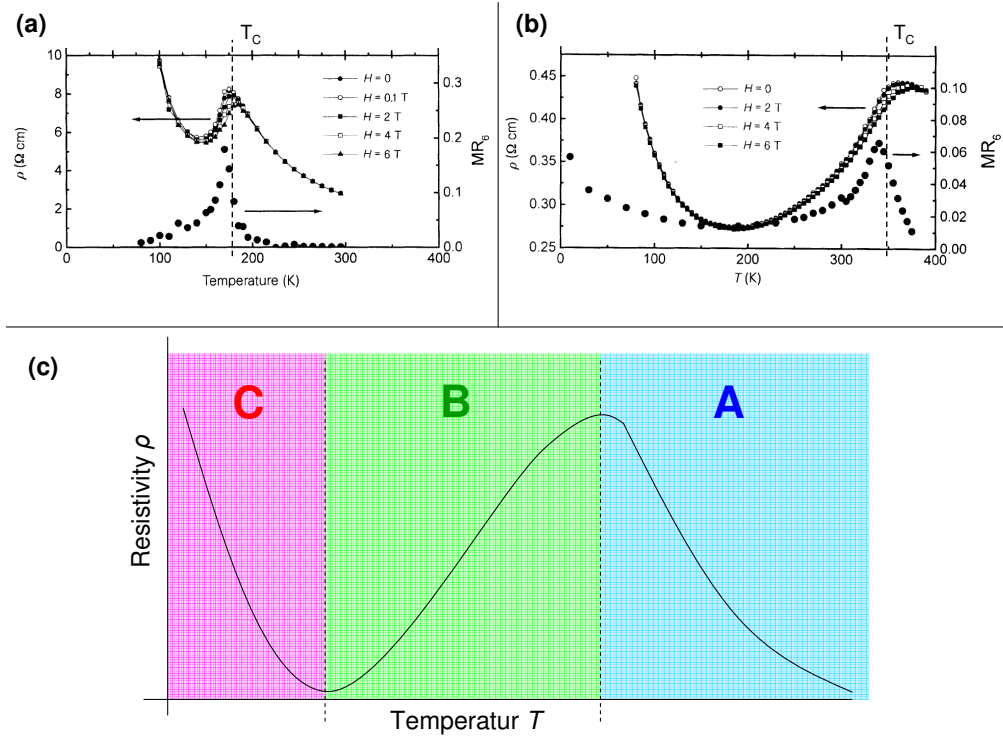 (a)
T_C
10
8
6
4
2
0
ρ (Ω cm)
H = 0
H = 0.1 T
H = 2 T
H = 4 T
H = 6 T
0.3
0.2
0.1
0.0
MR_6
0 100 200 300 400
Temperature (K)
(b)
T_C
0.45
0.40
0.35
0.30
0.25
ρ (Ω cm)
H = 0
H = 2 T
H = 4 T
H = 6 T
0.10
0.08
0.06
0.04
0.02
0.00
MR_6
0 100 200 300 400
T (K)
(c)
C B A
Resistivity ρ
Temperatur T